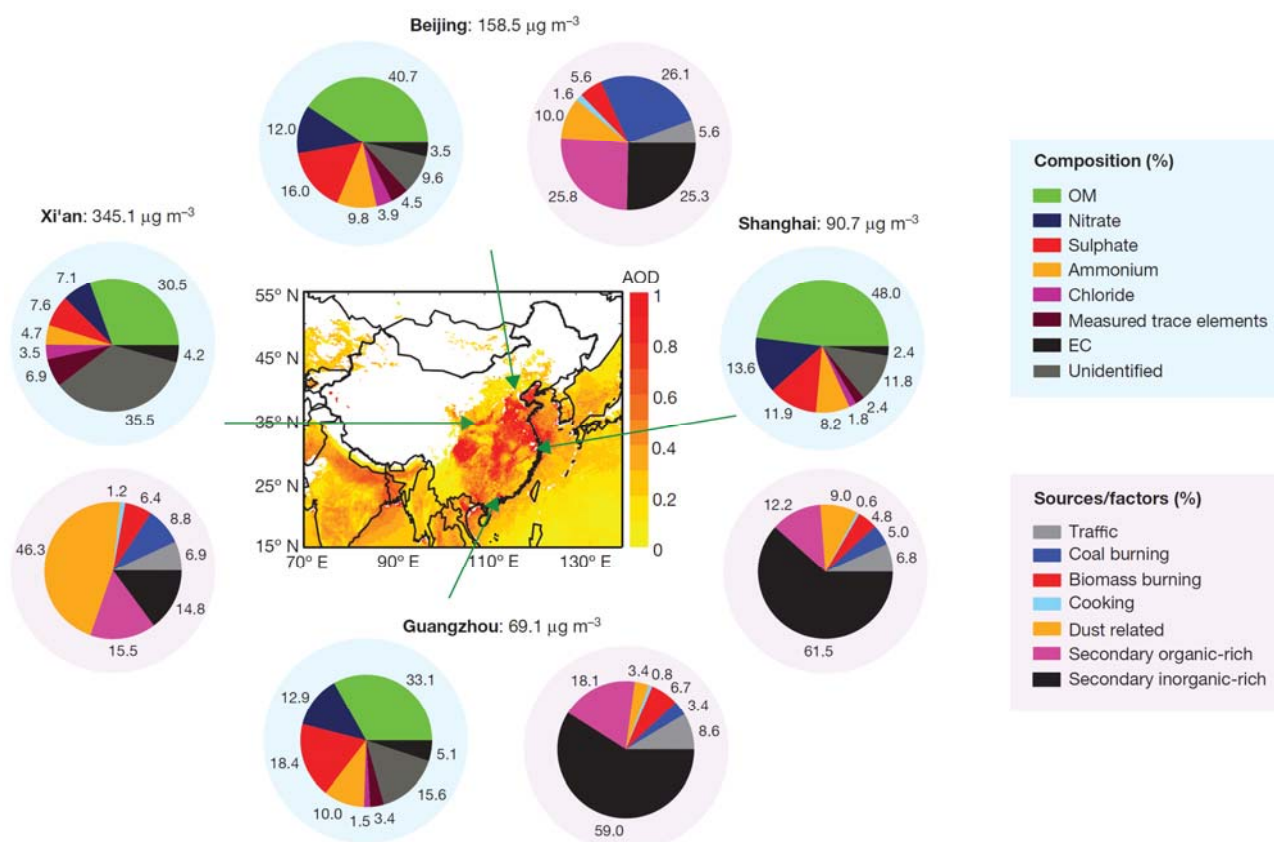 Beijing: 158.5 μg m⁻³
40.7
12.0
16.0
9.8
3.9
4.5
9.6
3.5
26.1
5.6
1.6
10.0
25.8
25.3
5.6
Xi'an: 345.1 μg m⁻³
30.5
7.1
7.6
4.7
3.5
6.9
35.5
4.2
1.2
6.4
8.8
6.9
14.8
15.5
46.3
AOD
1
0.8
0.6
0.4
0.2
0
55° N
45° N
35° N
25° N
15° N
70° E
90° E
110° E
130° E
Shanghai: 90.7 μg m⁻³
48.0
13.6
11.9
8.2
1.8
2.4
11.8
2.4
12.2
9.0
0.6
4.8
5.0
6.8
61.5
Guangzhou: 69.1 μg m⁻³
33.1
12.9
18.4
10.0
1.5
3.4
15.6
5.1
18.1
3.4
0.8
6.7
3.4
8.6
59.0
Composition (%)
OM
Nitrate
Sulphate
Ammonium
Chloride
Measured trace elements
EC
Unidentified
Sources/factors (%)
Traffic
Coal burning
Biomass burning
Cooking
Dust related
Secondary organic-rich
Secondary inorganic-rich